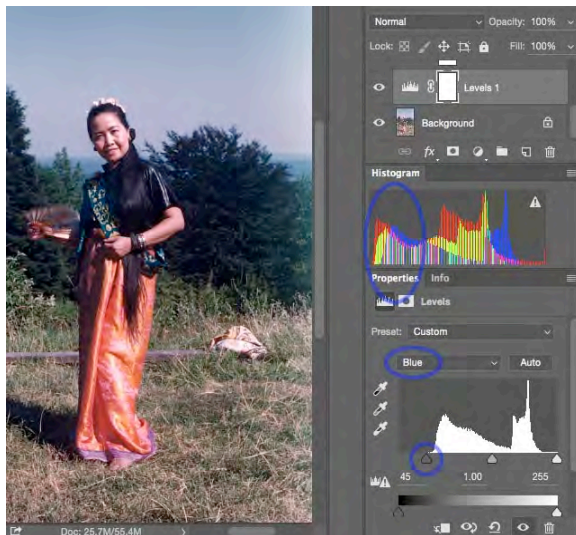 Normal Opacity: 100%
Lock: Fill: 100%
Levels 1
Background
fx
Histogram
Properties Info
Levels
Preset: Custom
Blue Auto
45 1.00 255
Doc: 25.7M/55.4M